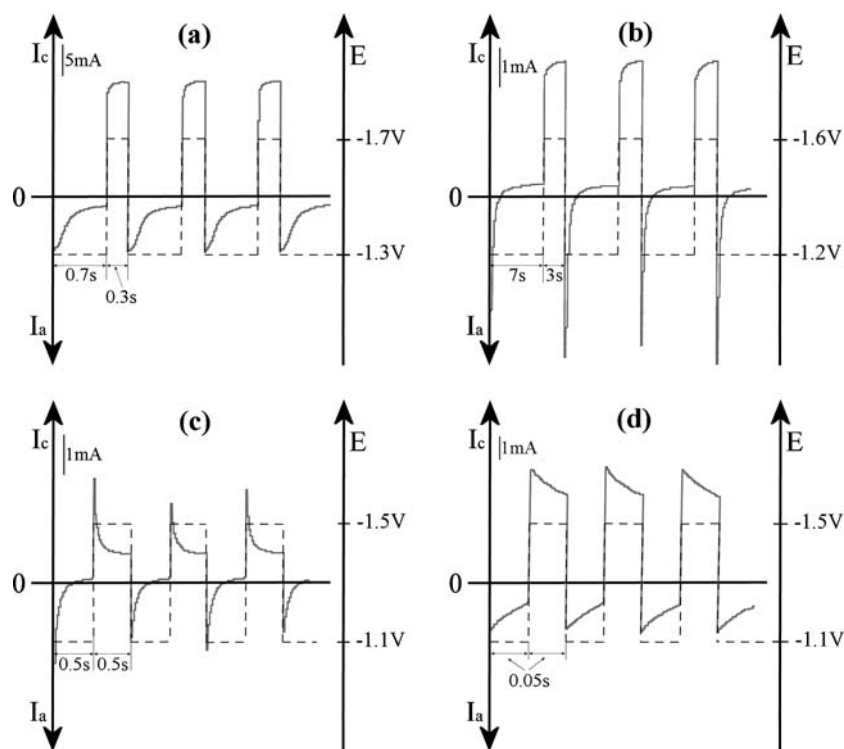 (a)
Ic
5mA
E
-1.7V
0
-1.3V
0.7s
0.3s
Ia
(b)
Ic
1mA
E
-1.6V
0
-1.2V
7s
3s
Ia
(c)
Ic
1mA
E
-1.5V
0
-1.1V
0.5s
0.5s
Ia
(d)
Ic
1mA
E
-1.5V
0
-1.1V
0.05s
Ia